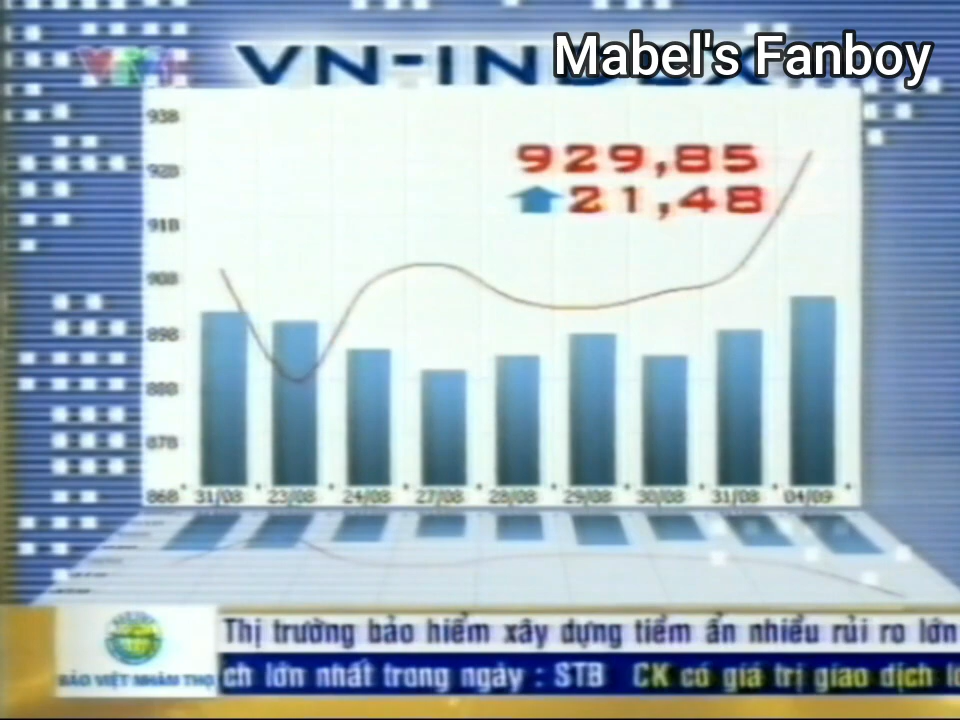 VTV1
VN-INDEX
Mabel's Fanboy
938
928
929,85
21,48
918
908
898
888
878
868
31/08 23/08 24/08 27/08 28/08 29/08 30/08 31/08 04/09
Thị trường bảo hiểm xây dựng tiềm ẩn nhiều rủi ro lớn
BẢO VIỆT NHÂN THỌ
ch lớn nhất trong ngày : STB CK có giá trị giao dịch l